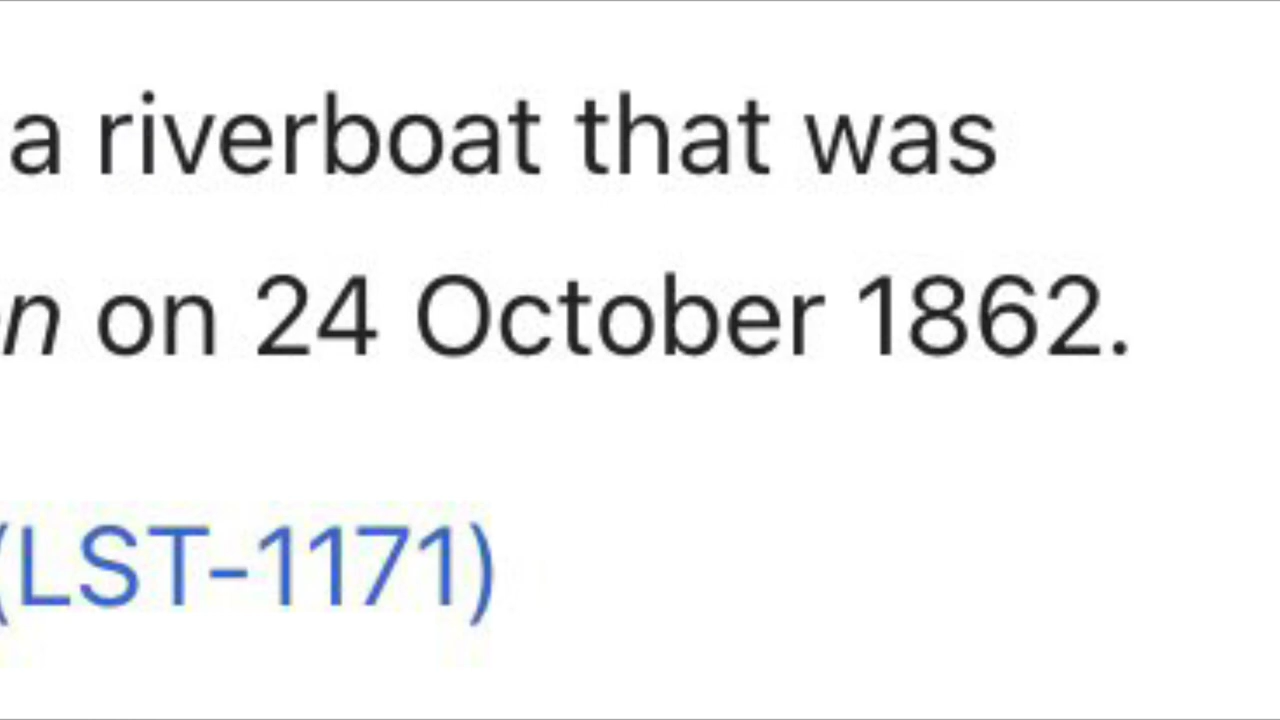 a riverboat that was
n on 24 October 1862.
(LST-1171)